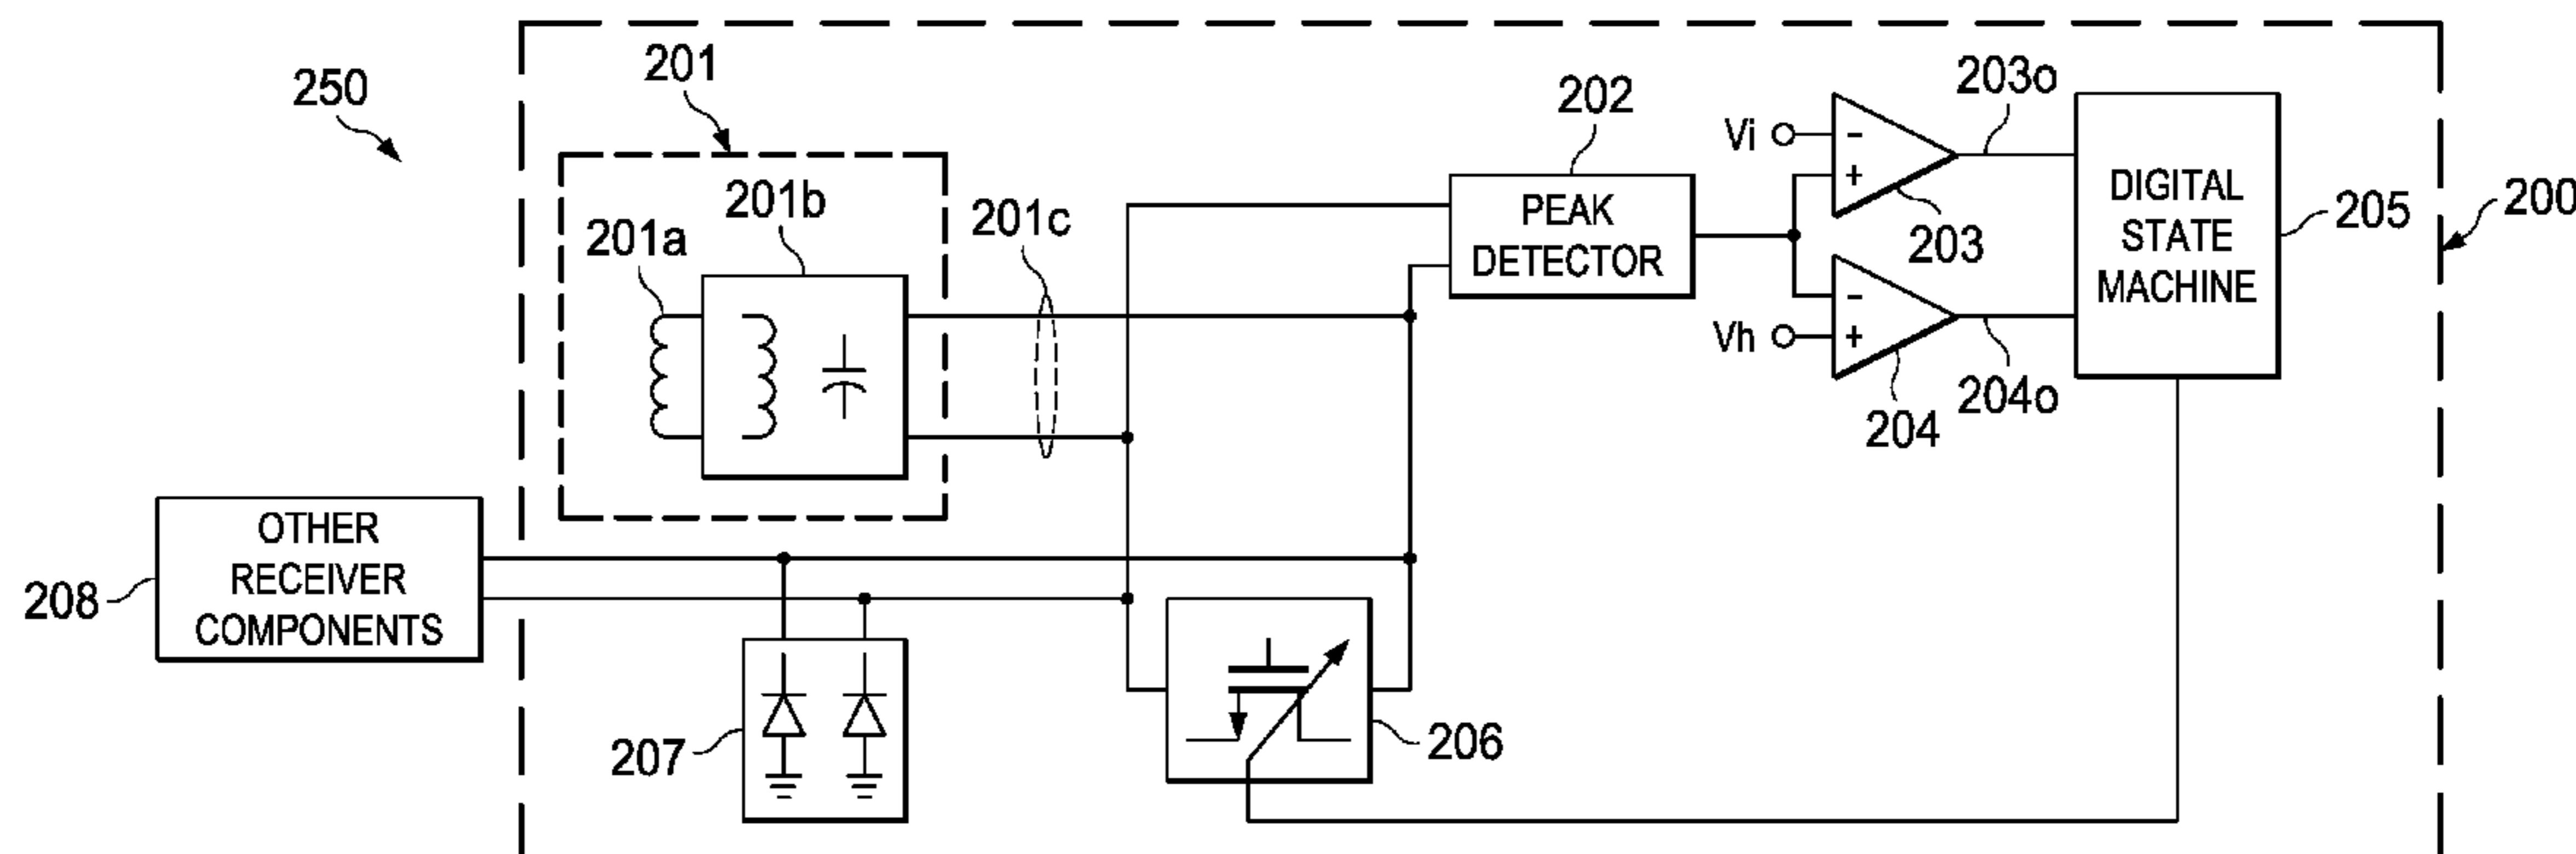 250
201
201b
201a
201c
202
PEAK
DETECTOR
Vi
-
+
203
203o
-
+
Vh
204
204o
DIGITAL
STATE
MACHINE
205
200
OTHER
RECEIVER
COMPONENTS
208
207
206